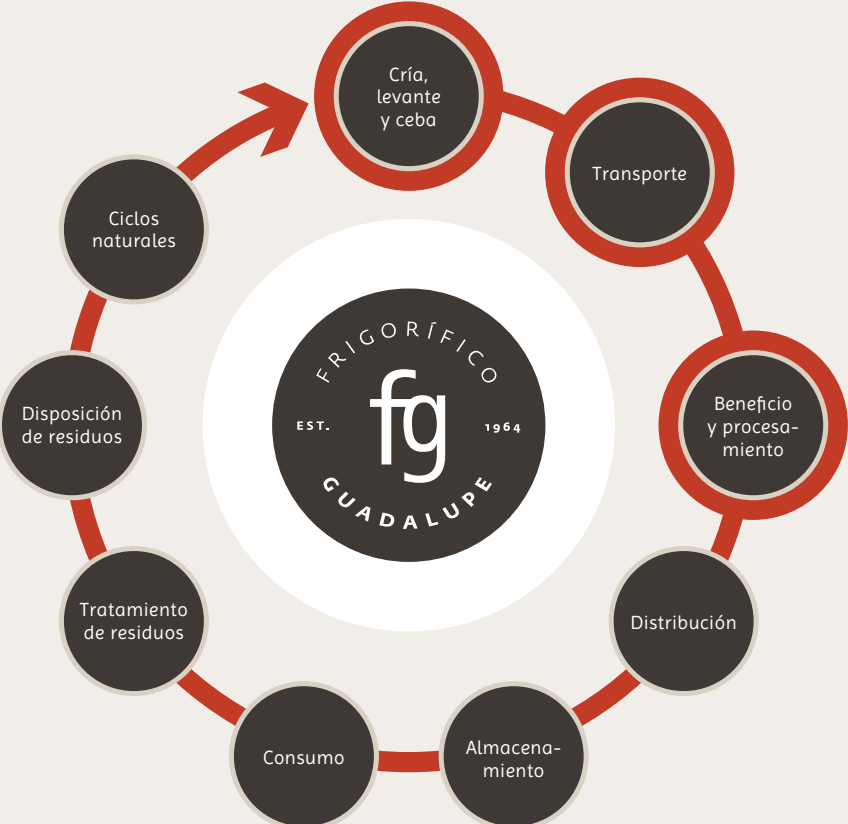 Cría,
levante
y ceba
Transporte
Beneficio
y procesa-
miento
Distribución
Almacena-
miento
Consumo
Tratamiento
de residuos
Disposición
de residuos
Ciclos
naturales
FRIGORÍFICO
fg
EST.
1964
GUADALUPE